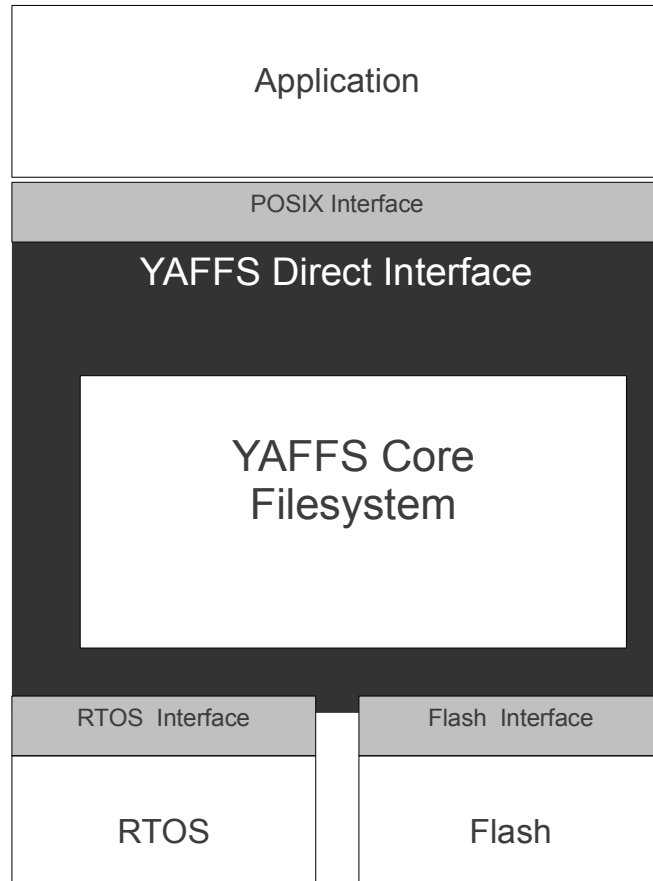 Application
POSIX Interface
YAFFS Direct Interface
YAFFS Core
Filesystem
RTOS Interface
Flash Interface
RTOS
Flash